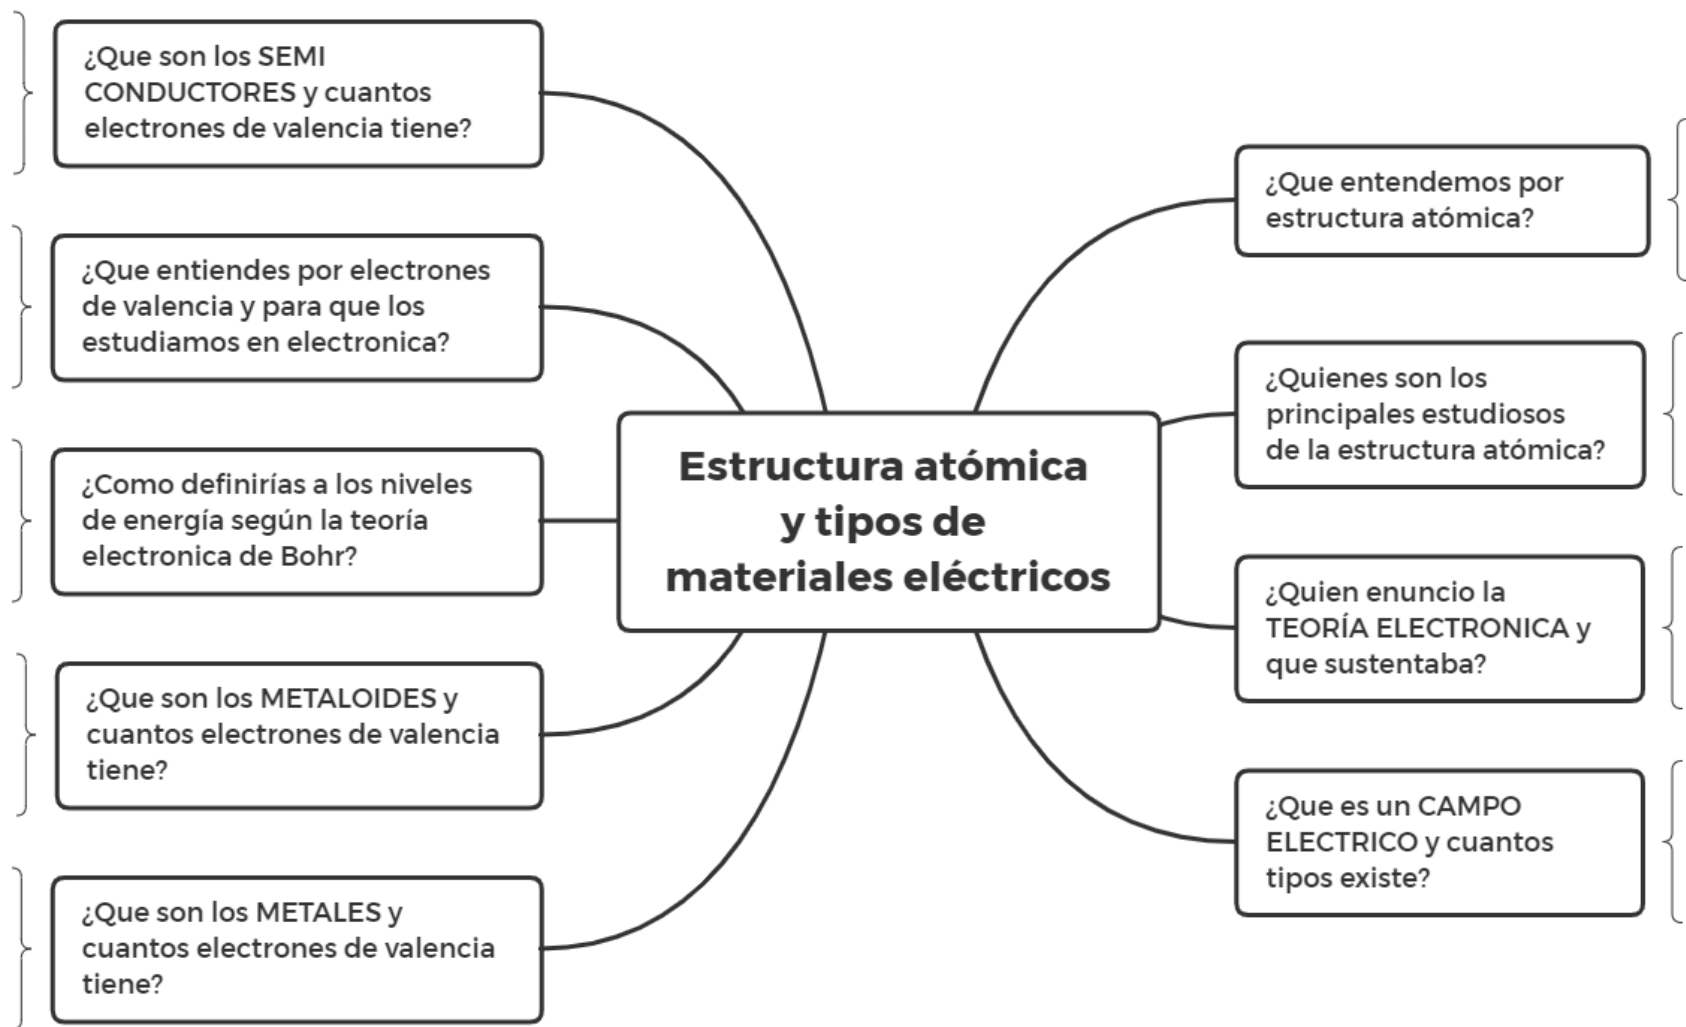 ¿Que son los SEMI
CONDUCTORES y cuantos
electrones de valencia tiene?
¿Que entiendes por electrones
de valencia y para que los
estudiamos en electronica?
¿Como definirías a los niveles
de energía según la teoría
electronica de Bohr?
¿Que son los METALOIDES y
cuantos electrones de valencia
tiene?
¿Que son los METALES y
cuantos electrones de valencia
tiene?
Estructura atómica
y tipos de
materiales eléctricos
¿Que entendemos por
estructura atómica?
¿Quienes son los
principales estudiosos
de la estructura atómica?
¿Quien enuncio la
TEORÍA ELECTRONICA y
que sustentaba?
¿Que es un CAMPO
ELECTRICO y cuantos
tipos existe?